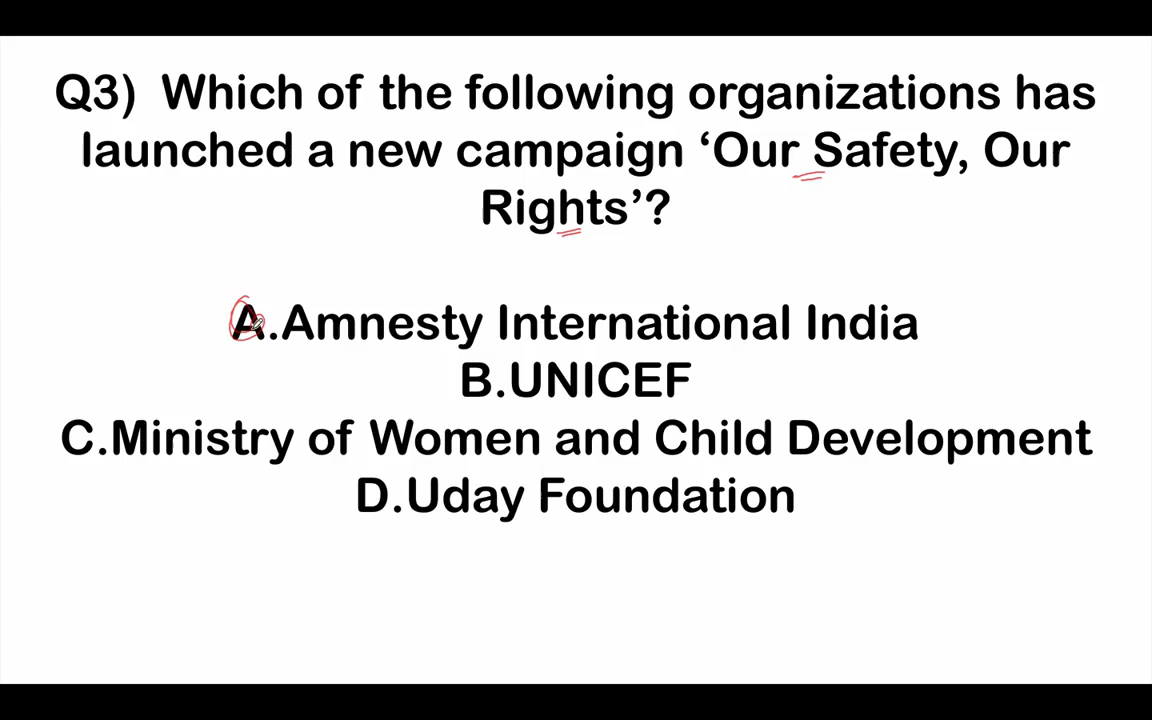 Q3)  Which of the following organizations has
launched a new campaign ‘Our Safety, Our
Rights’?
A.Amnesty International India
B.UNICEF
C.Ministry of Women and Child Development
D.Uday Foundation